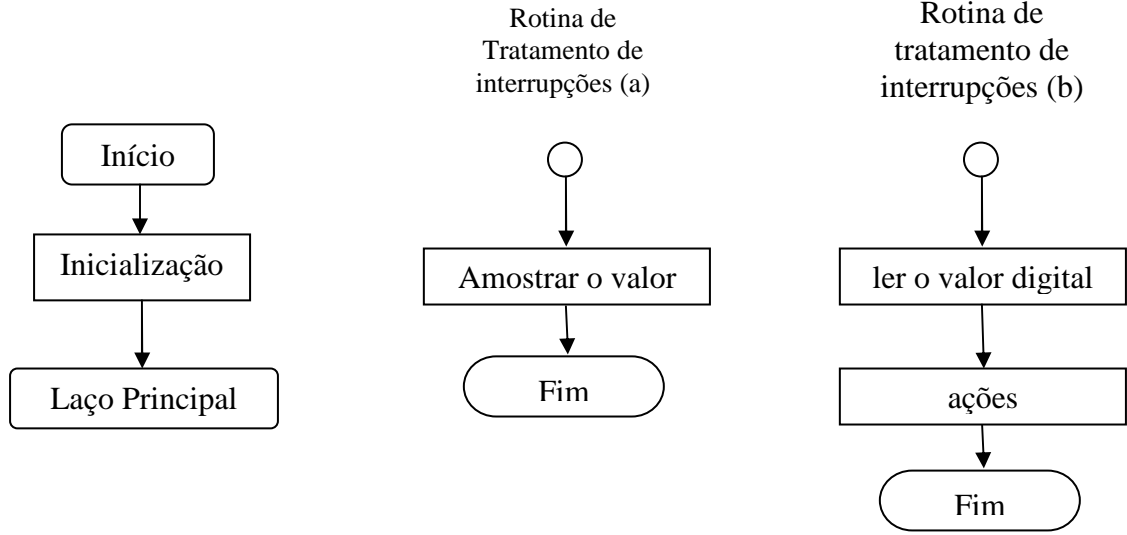 Rotina de
Tratamento de
interrupções (a)
Rotina de
tratamento de
interrupções (b)
Início
Inicialização
Laço Principal
Amostrar o valor
Fim
ler o valor digital
ações
Fim